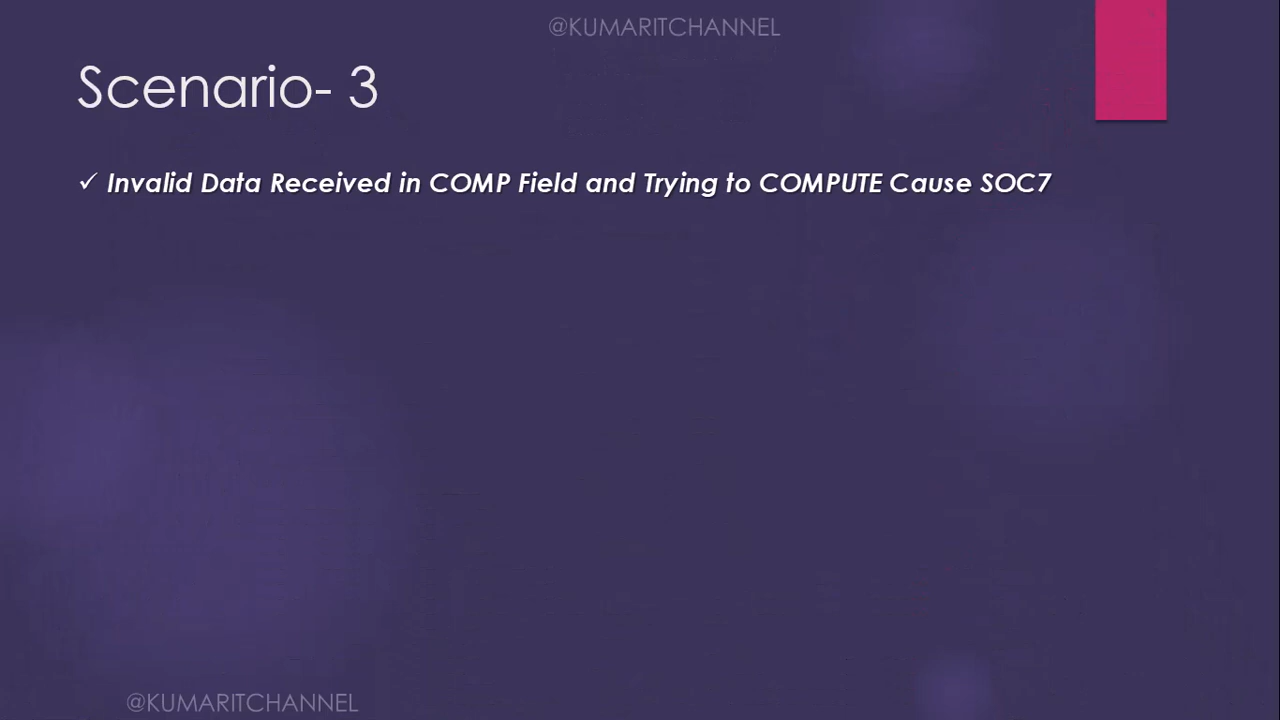 @KUMARITCHANNEL
Scenario- 3
✓ Invalid Data Received in COMP Field and Trying to COMPUTE Cause SOC7
@KUMARITCHANNEL